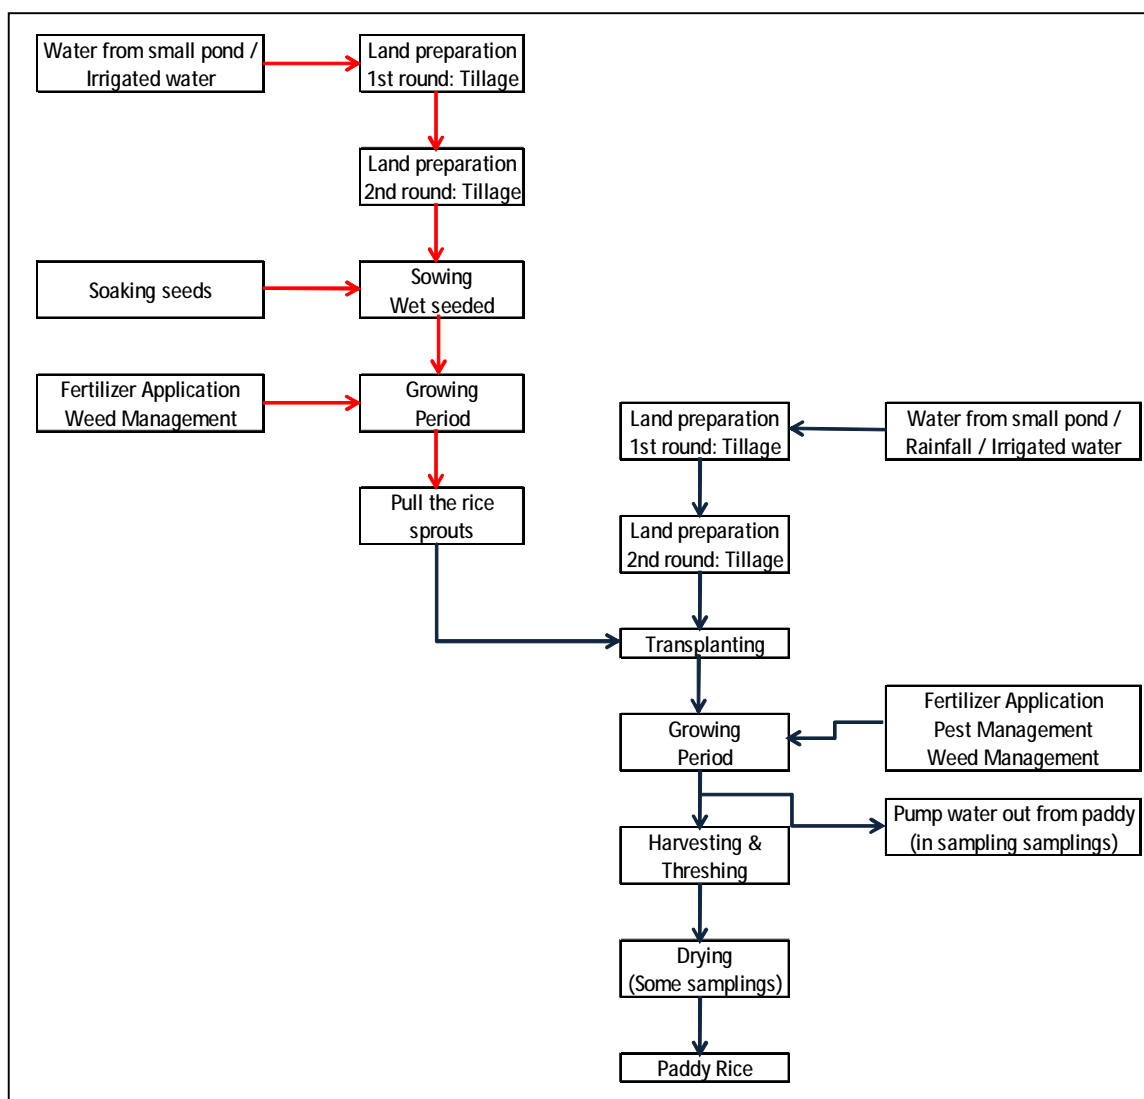 Water from small pond /
Irrigated water
Land preparation
1st round: Tillage
Land preparation
2nd round: Tillage
Soaking seeds
Sowing
Wet seeded
Fertilizer Application
Weed Management
Growing
Period
Pull the rice
sprouts
Land preparation
1st round: Tillage
Water from small pond /
Rainfall / Irrigated water
Land preparation
2nd round: Tillage
Transplanting
Growing
Period
Fertilizer Application
Pest Management
Weed Management
Pump water out from paddy
(in sampling samplings)
Harvesting &
Threshing
Drying
(Some samplings)
Paddy Rice